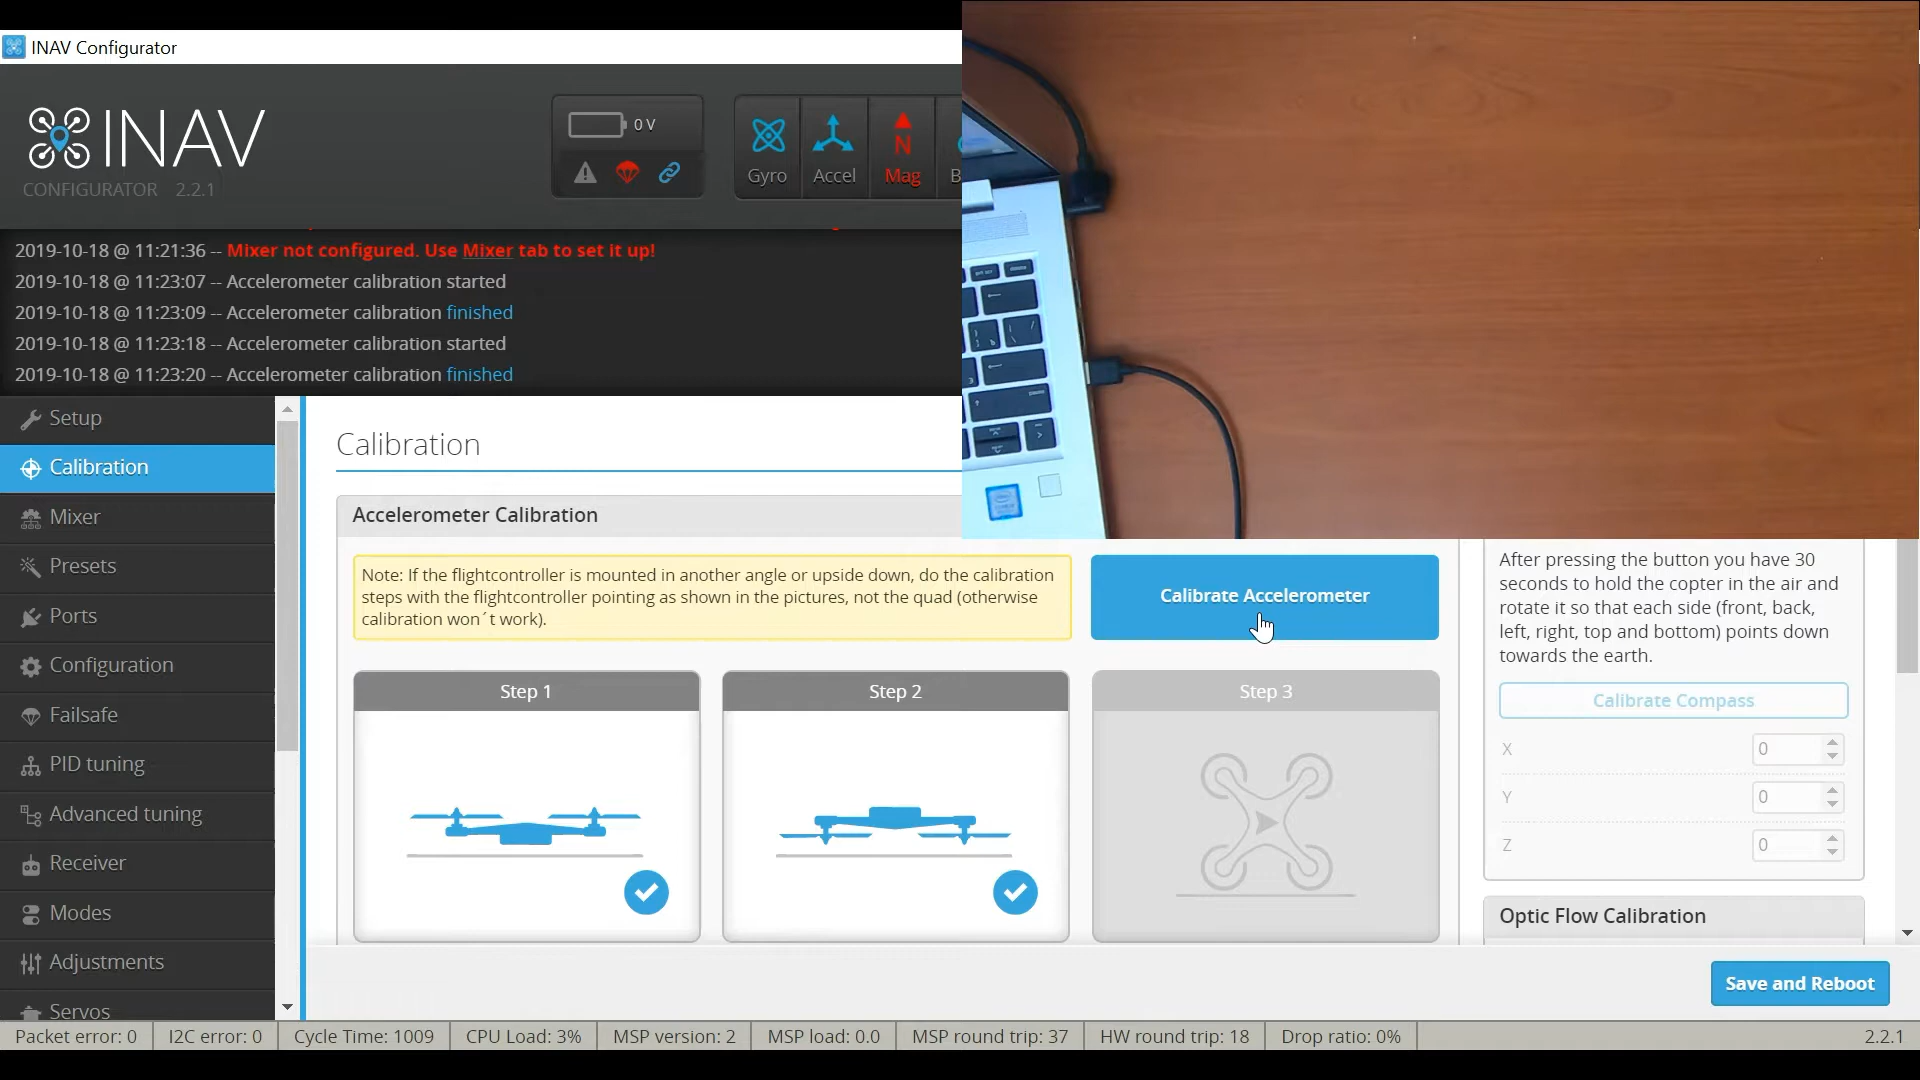 INAV Configurator
INAV
CONFIGURATOR 2.2.1
0 V
Gyro
Accel
Mag
2019-10-18 @ 11:21:36 -- Mixer not configured. Use Mixer tab to set it up!
2019-10-18 @ 11:23:07 -- Accelerometer calibration started
2019-10-18 @ 11:23:09 -- Accelerometer calibration finished
2019-10-18 @ 11:23:18 -- Accelerometer calibration started
2019-10-18 @ 11:23:20 -- Accelerometer calibration finished
Setup
Calibration
Mixer
Presets
Ports
Configuration
Failsafe
PID tuning
Advanced tuning
Receiver
Modes
Adjustments
Servos
Calibration
Accelerometer Calibration
Note: If the flightcontroller is mounted in another angle or upside down, do the calibration
steps with the flightcontroller pointing as shown in the pictures, not the quad (otherwise
calibration won´t work).
Calibrate Accelerometer
Step 1
Step 2
Step 3
After pressing the button you have 30
seconds to hold the copter in the air and
rotate it so that each side (front, back,
left, right, top and bottom) points down
towards the earth.
Calibrate Compass
X 0
Y 0
Z 0
Optic Flow Calibration
Save and Reboot
Packet error: 0 I2C error: 0 Cycle Time: 1009 CPU Load: 3% MSP version: 2 MSP load: 0.0 MSP round trip: 37 HW round trip: 18 Drop ratio: 0% 2.2.1